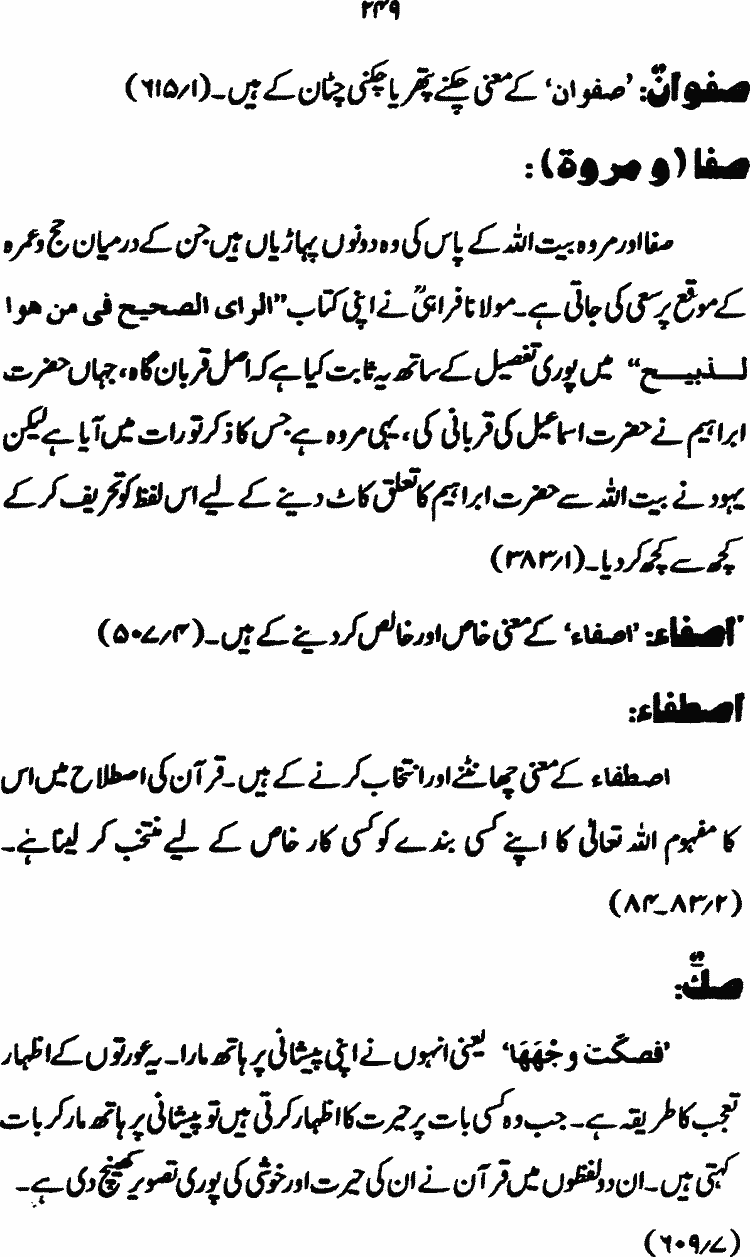 ۲۴۹
صفوانٌ: ’صفوان‘ کے معنی چکنے پتھر یا چکنی چٹان کے ہیں۔(۱؍۶۱۵)
صفا (و مروۃ):
صفا اور مروہ بیت اللہ کے پاس کی وہ دونوں پہاڑیاں ہیں جن کے درمیان حج و عمرہ
کے موقع پر سعی کی جاتی ہے۔مولانا فراہیؒ نے اپنی کتاب”الرای الصحیح فی من ھو ا
لــذبیــح“ میں پوری تفصیل کے ساتھ یہ ثابت کیا ہے کہ اصل قربان گاہ، جہاں حضرت
ابراہیم نے حضرت اسماعیل کی قربانی کی، یہی مروہ ہے جس کا ذکر تورات میں آیا ہے لیکن
یہود نے بیت اللہ سے حضرت ابراہیم کا تعلق کاٹ دینے کے لیے اس لفظ کو تحریف کر کے
کچھ سے کچھ کر دیا۔(۱؍۳۸۳)
اصفاء: ’اصفاء‘ کے معنی خاص اور خالص کر دینے کے ہیں۔(۴؍۵۰۷)
اصطفاء:
اصطفاء کے معنی چھانٹنے اور انتخاب کرنے کے ہیں۔قرآن کی اصطلاح میں اس
کا مفہوم اللہ تعالیٰ کا اپنے کسی بندے کو کسی کار خاص کے لیے منتخب کر لینا ہے۔
(۲؍۸۳۔۸۴)
صکٌّ:
’فصکّت وجْھَھَا‘ یعنی انہوں نے اپنی پیشانی پر ہاتھ مارا۔یہ عورتوں کے اظہار
تعجب کا طریقہ ہے۔جب وہ کسی بات پر حیرت کا اظہار کرتی ہیں تو پیشانی پر ہاتھ مار کر بات
کہتی ہیں۔ان دو لفظوں میں قرآن نے ان کی حیرت اور خوشی کی پوری تصویر کھینچ دی ہے۔
(۷؍۶۰۹)